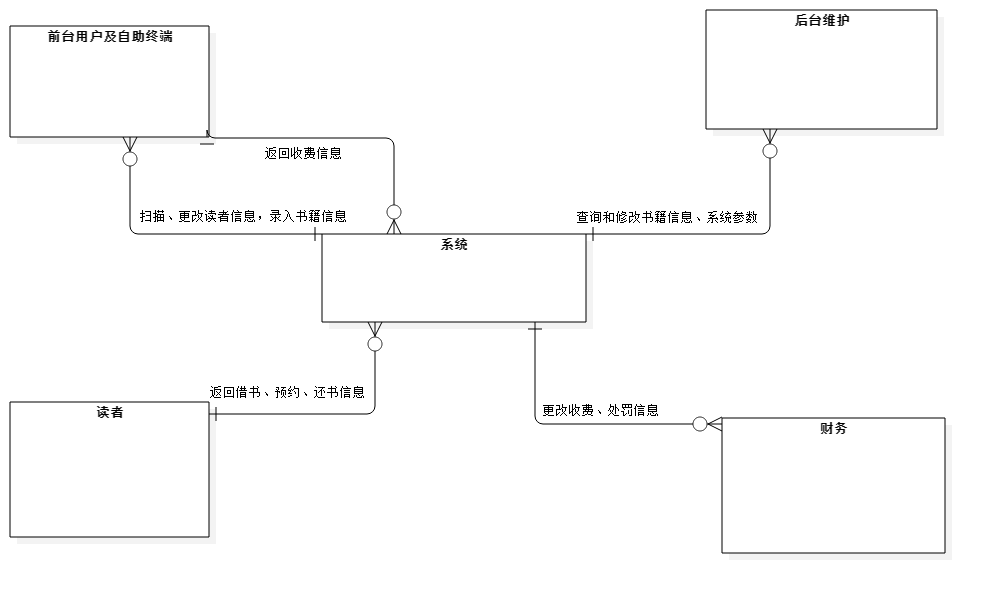 前台用户及自助终端
后台维护
返回收费信息
扫描、更改读者信息，录入书籍信息
查询和修改书籍信息、系统参数
系统
返回借书、预约、还书信息
读者
更改收费、处罚信息
财务